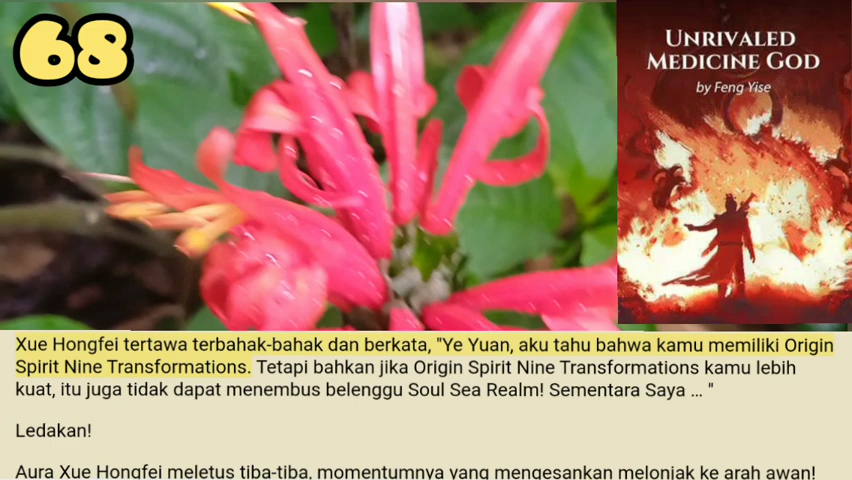 68
UNRIVALED
MEDICINE GOD
by Feng Yise
Xue Hongfei tertawa terbahak-bahak dan berkata, "Ye Yuan, aku tahu bahwa kamu memiliki Origin
Spirit Nine Transformations. Tetapi bahkan jika Origin Spirit Nine Transformations kamu lebih
kuat, itu juga tidak dapat menembus belenggu Soul Sea Realm! Sementara Saya ... "
Ledakan!
Aura Xue Hongfei meletus tiba-tiba, momentumnya yang mengesankan melonjak ke arah awan!